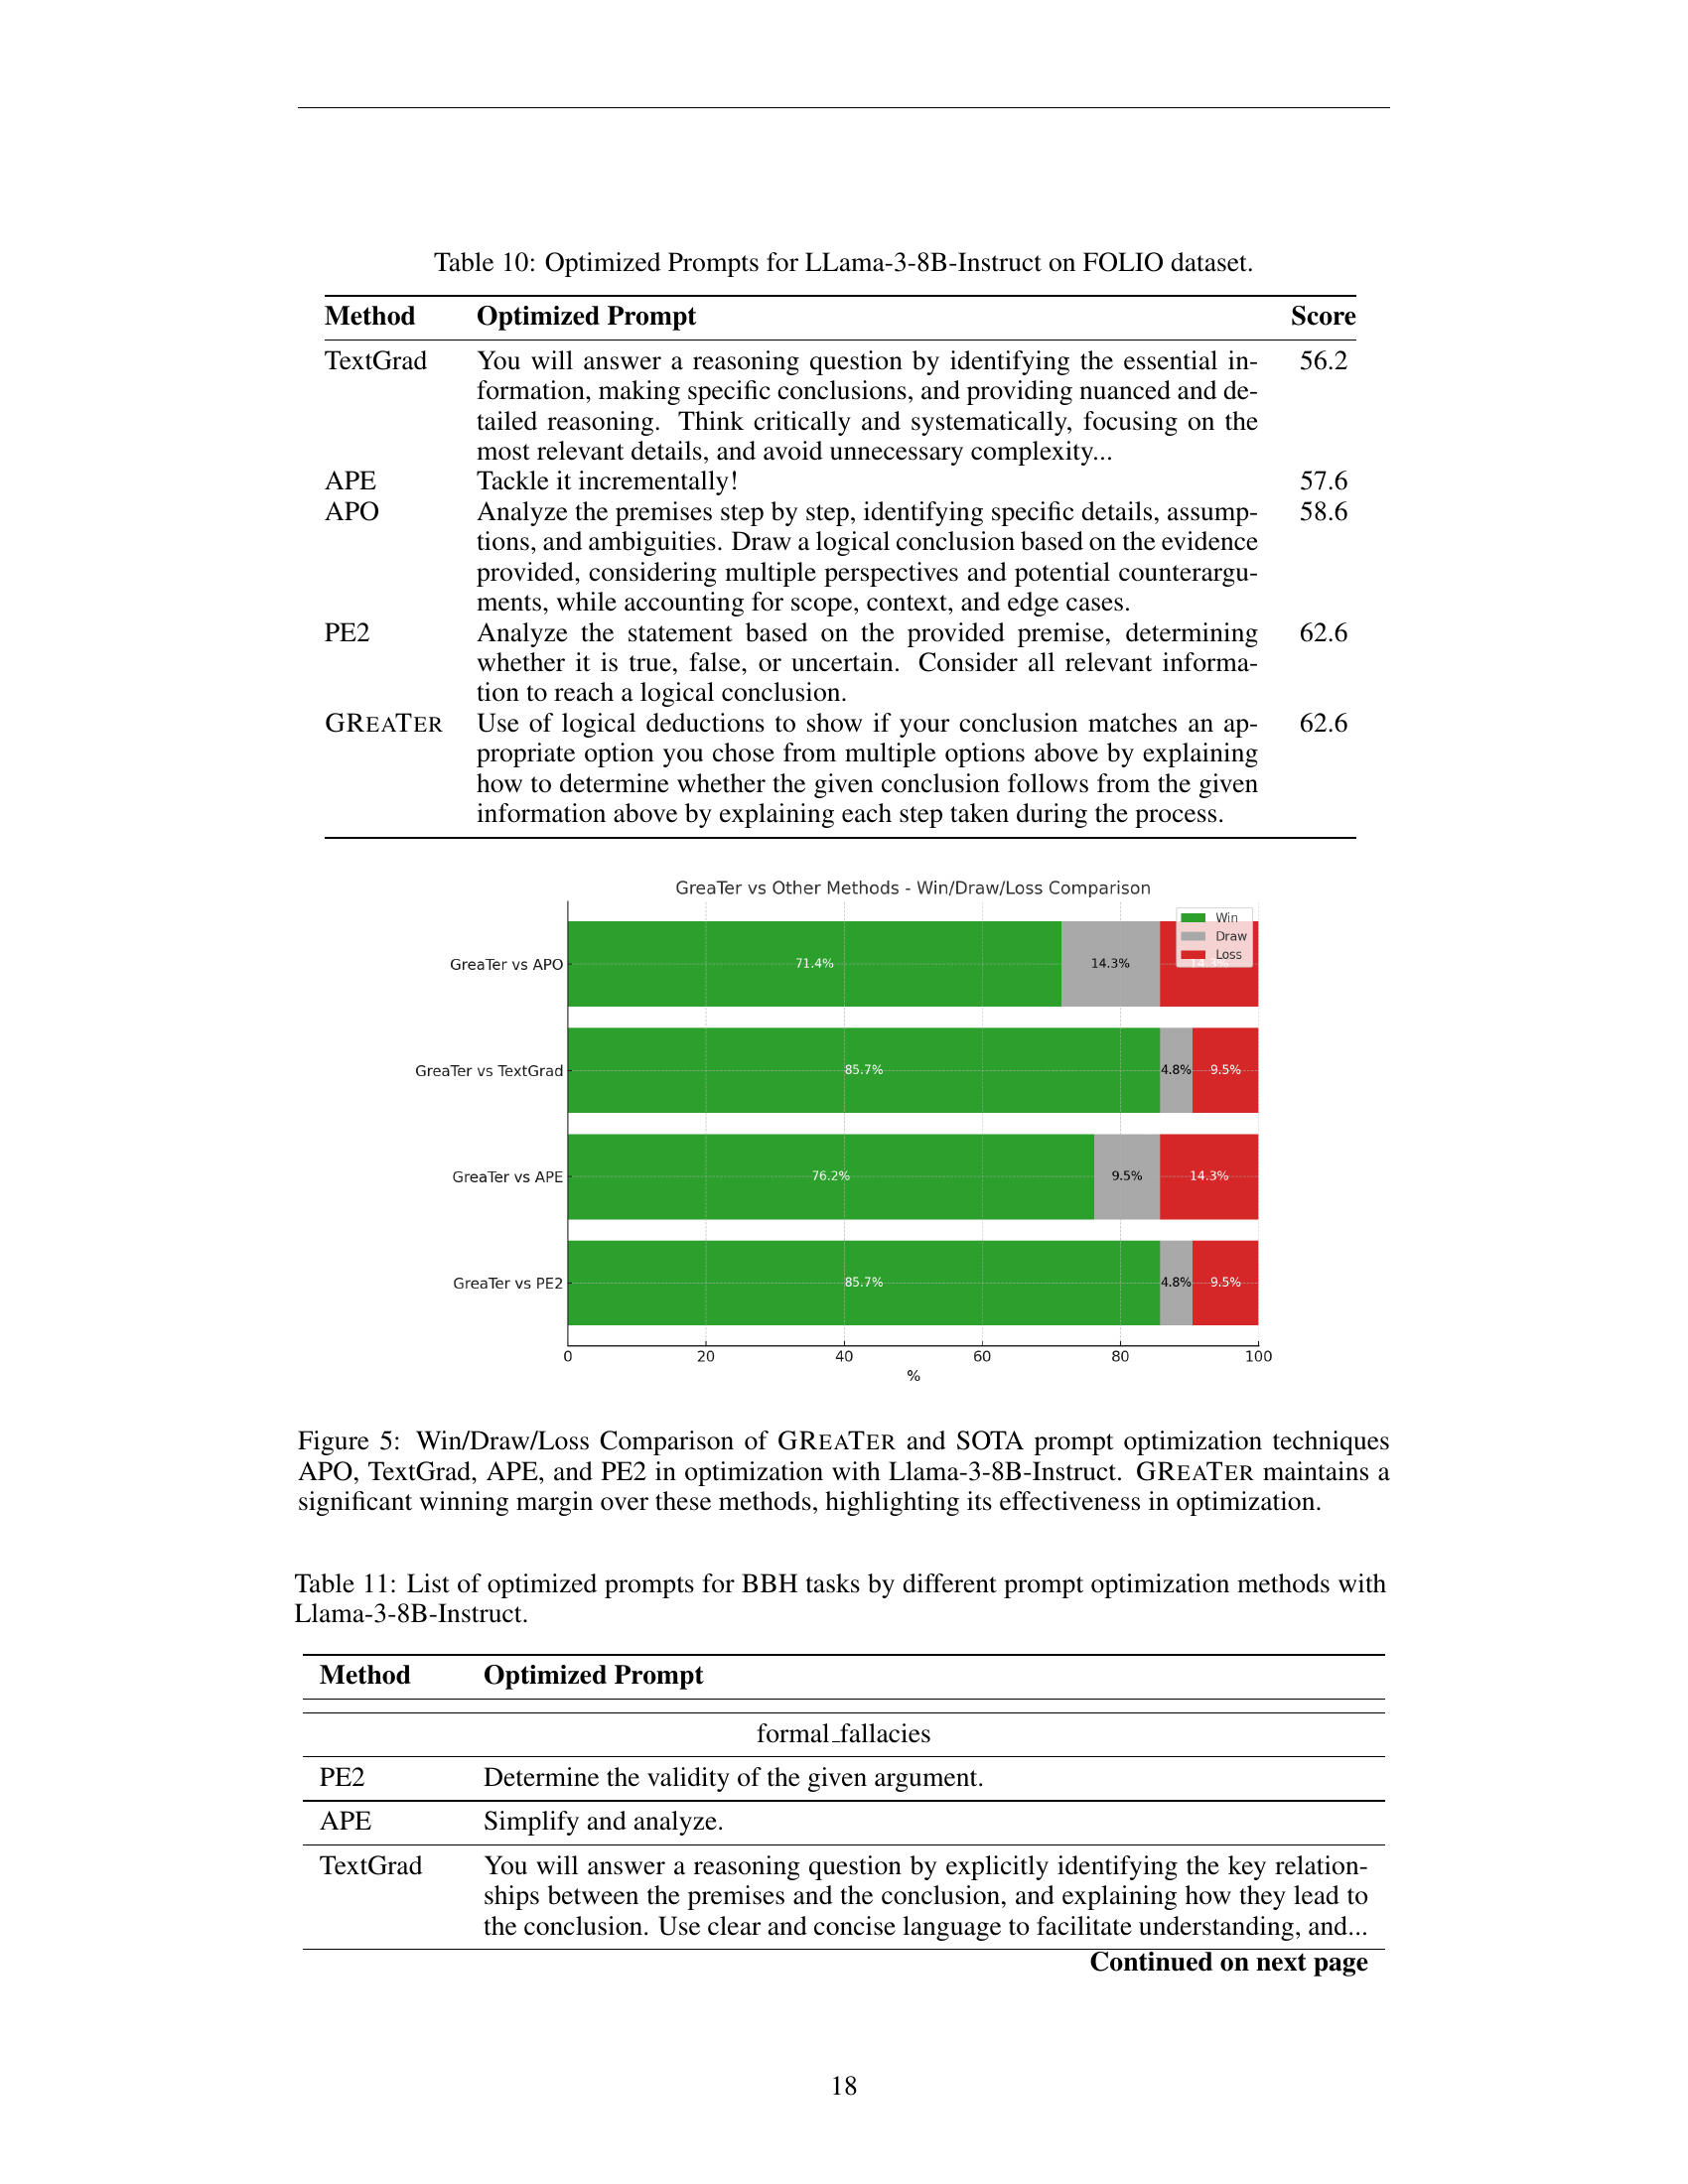 Table 10: Optimized Prompts for LLama-3-8B-Instruct on FOLIO dataset.
Method Optimized Prompt Score
TextGrad You will answer a reasoning question by identifying the essential in- 56.2
formation, making specific conclusions, and providing nuanced and de-
tailed reasoning. Think critically and systematically, focusing on the
most relevant details, and avoid unnecessary complexity...
APE Tackle it incrementally! 57.6
APO Analyze the premises step by step, identifying specific details, assump- 58.6
tions, and ambiguities. Draw a logical conclusion based on the evidence
provided, considering multiple perspectives and potential counterargu-
ments, while accounting for scope, context, and edge cases.
PE2 Analyze the statement based on the provided premise, determining 62.6
whether it is true, false, or uncertain. Consider all relevant informa-
tion to reach a logical conclusion.
GREATER Use of logical deductions to show if your conclusion matches an ap- 62.6
propriate option you chose from multiple options above by explaining
how to determine whether the given conclusion follows from the given
information above by explaining each step taken during the process.
GreaTer vs Other Methods - Win/Draw/Loss Comparison
Win
Draw
Loss
GreaTer vs APO 71.4% 14.3% 14.3%
GreaTer vs TextGrad 85.7% 4.8% 9.5%
GreaTer vs APE 76.2% 9.5% 14.3%
GreaTer vs PE2 85.7% 4.8% 9.5%
0 20 40 60 80 100
%
Figure 5: Win/Draw/Loss Comparison of GREATER and SOTA prompt optimization techniques
APO, TextGrad, APE, and PE2 in optimization with Llama-3-8B-Instruct. GREATER maintains a
significant winning margin over these methods, highlighting its effectiveness in optimization.
Table 11: List of optimized prompts for BBH tasks by different prompt optimization methods with
Llama-3-8B-Instruct.
Method Optimized Prompt
formal_fallacies
PE2 Determine the validity of the given argument.
APE Simplify and analyze.
TextGrad You will answer a reasoning question by explicitly identifying the key relation-
ships between the premises and the conclusion, and explaining how they lead to
the conclusion. Use clear and concise language to facilitate understanding, and...
Continued on next page
18